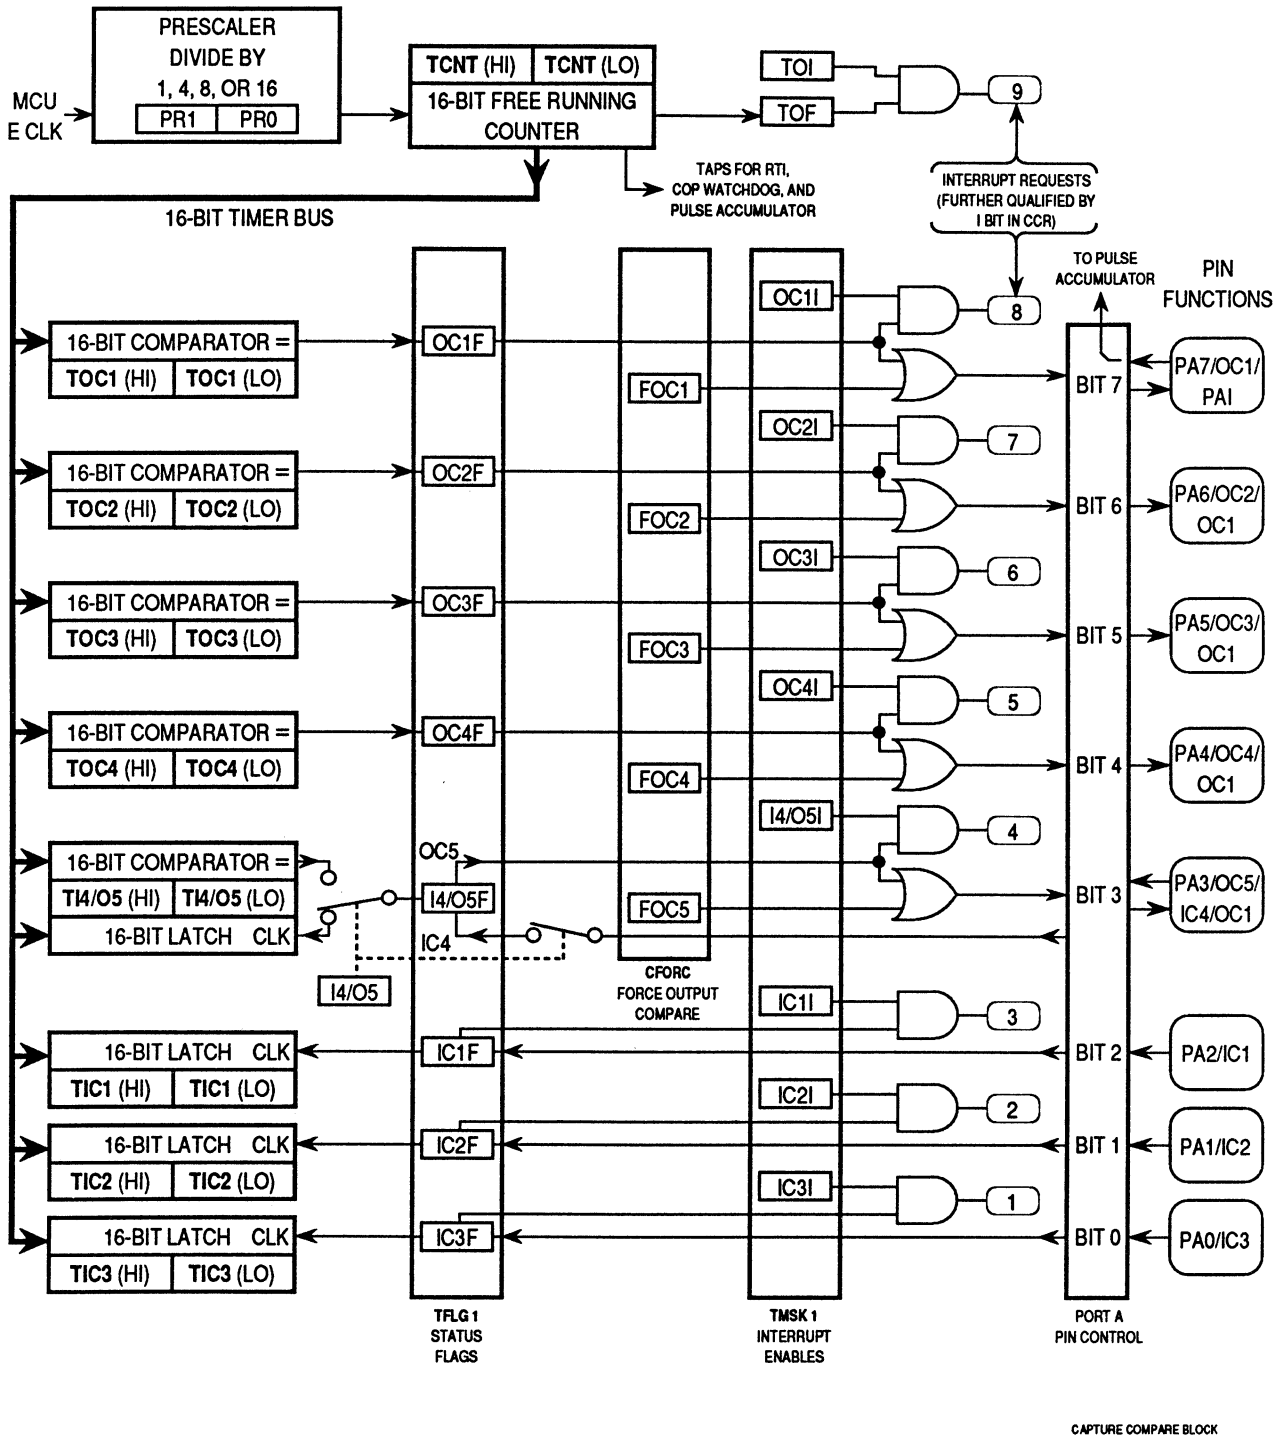 PRESCALER
DIVIDE BY
1, 4, 8, OR 16
PR1 PR0
MCU
E CLK
TCNT (HI) TCNT (LO)
16-BIT FREE RUNNING
COUNTER
TOI
TOF
9
TAPS FOR RTI,
COP WATCHDOG, AND
PULSE ACCUMULATOR
INTERRUPT REQUESTS
(FURTHER QUALIFIED BY
I BIT IN CCR)
16-BIT TIMER BUS
TO PULSE
ACCUMULATOR
PIN
FUNCTIONS
OC1I
8
16-BIT COMPARATOR =
TOC1 (HI) TOC1 (LO)
OC1F
FOC1
BIT 7
PA7/OC1/
PAI
OC2I
7
16-BIT COMPARATOR =
TOC2 (HI) TOC2 (LO)
OC2F
FOC2
BIT 6
PA6/OC2/
OC1
OC3I
6
16-BIT COMPARATOR =
TOC3 (HI) TOC3 (LO)
OC3F
FOC3
BIT 5
PA5/OC3/
OC1
OC4I
5
16-BIT COMPARATOR =
TOC4 (HI) TOC4 (LO)
OC4F
FOC4
BIT 4
PA4/OC4/
OC1
I4/O5I
4
16-BIT COMPARATOR =
TI4/O5 (HI) TI4/O5 (LO)
16-BIT LATCH CLK
OC5
I4/O5F
IC4
I4/O5
FOC5
BIT 3
PA3/OC5/
IC4/OC1
CFORC
FORCE OUTPUT
COMPARE
IC1I
3
16-BIT LATCH CLK
TIC1 (HI) TIC1 (LO)
IC1F
BIT 2
PA2/IC1
IC2I
2
16-BIT LATCH CLK
TIC2 (HI) TIC2 (LO)
IC2F
BIT 1
PA1/IC2
IC3I
1
16-BIT LATCH CLK
TIC3 (HI) TIC3 (LO)
IC3F
BIT 0
PA0/IC3
TFLG 1
STATUS
FLAGS
TMSK 1
INTERRUPT
ENABLES
PORT A
PIN CONTROL
CAPTURE COMPARE BLOCK